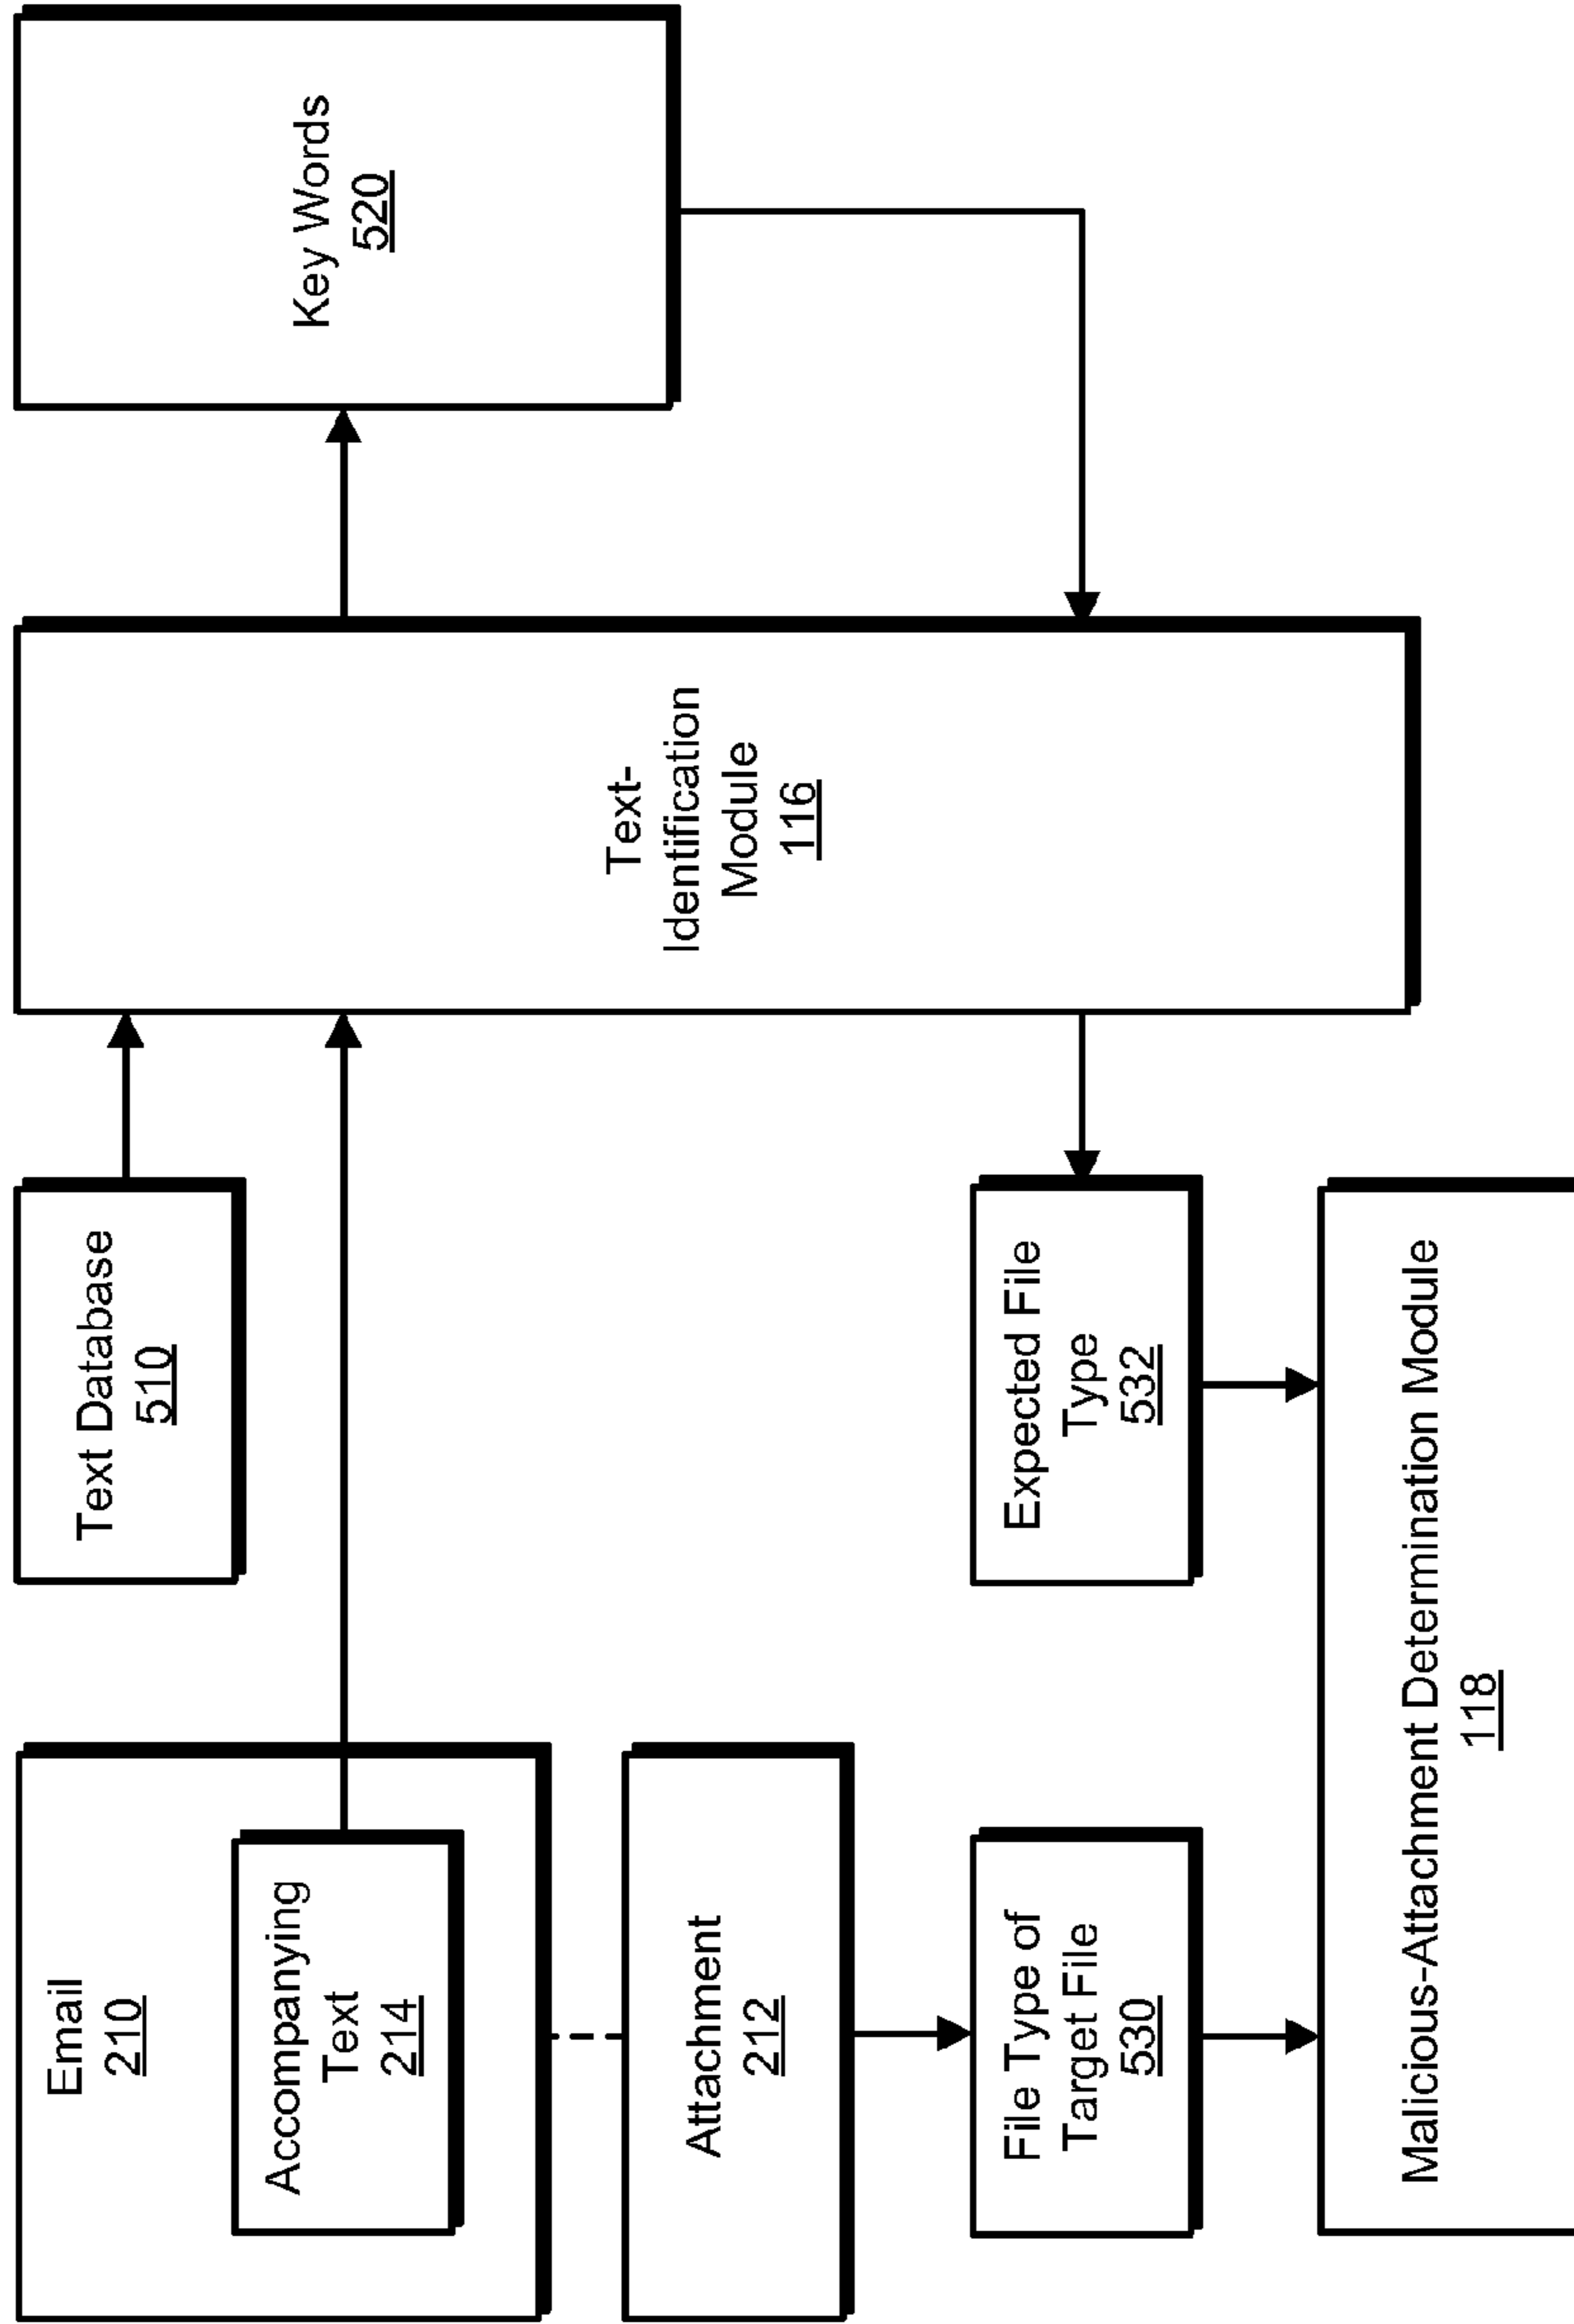 Email
210
Accompanying
Text
214
Attachment
212
File Type of
Target File
530
Text Database
510
Expected File
Type
532
Malicious-Attachment Determination Module
118
Text-
Identification
Module
116
Key Words
520